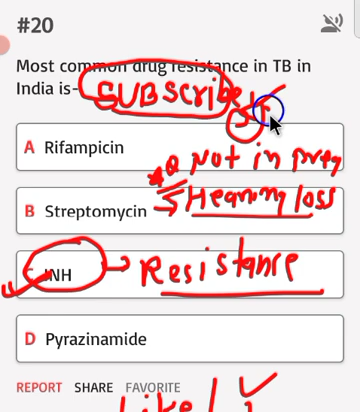 #20
Most common drug resistance in TB in
India is-
SUBSCribe
A Rifampicin
Not in preg
B Streptomycin
Hearing loss
C INH
Resistance
D Pyrazinamide
REPORT SHARE FAVORITE
Like